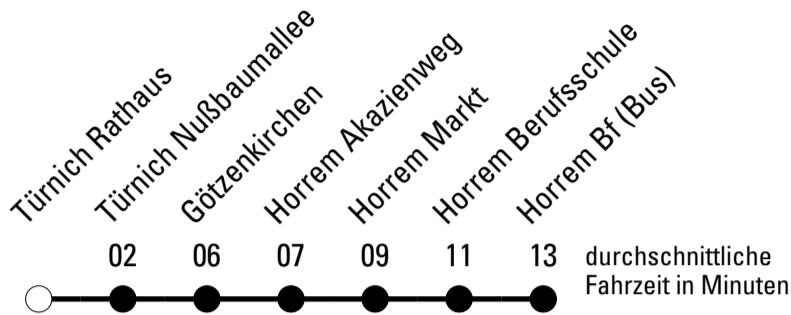 Türnich Rathaus
Türnich Nußbaumallee
Götzenkirchen
Horrem Akazienweg
Horrem Markt
Horrem Berufsschule
Horrem Bf (Bus)
02 06 07 09 11 13
durchschnittliche
Fahrzeit in Minuten